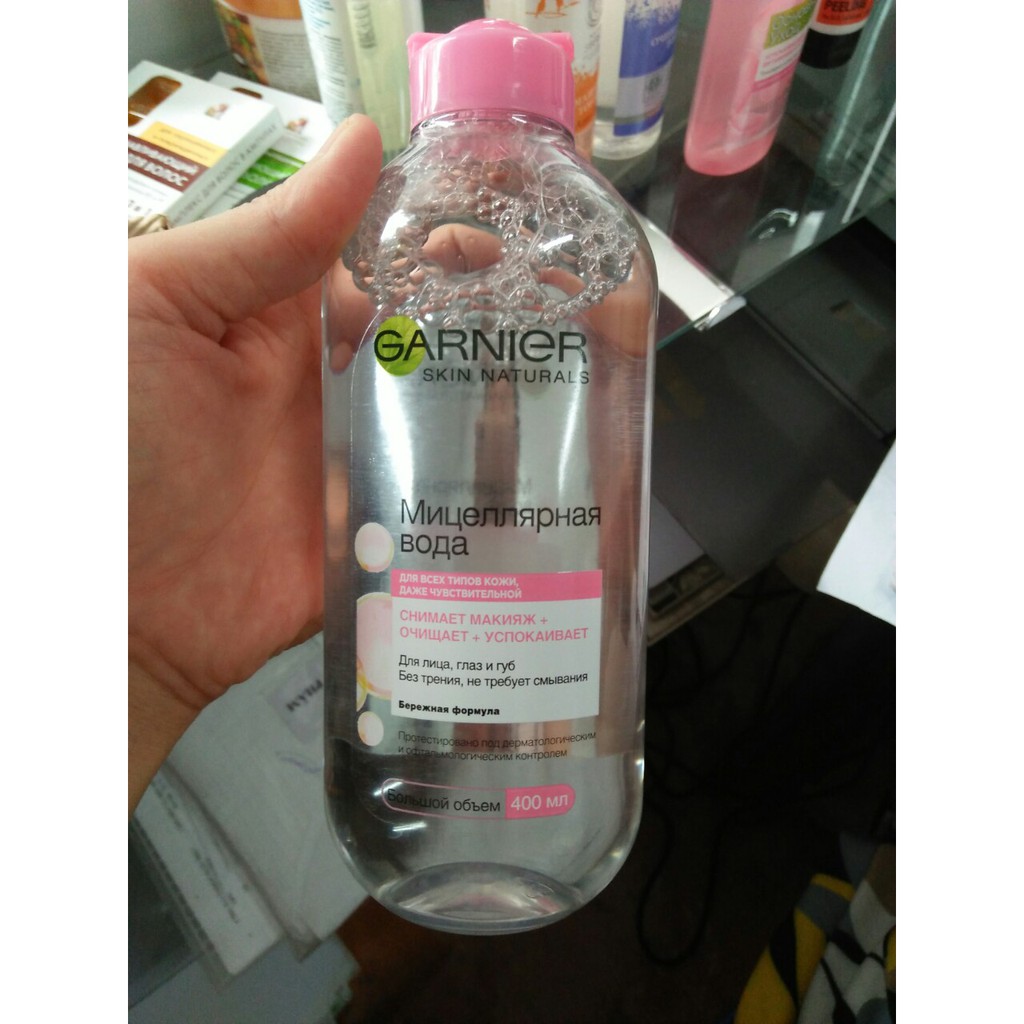 PEELING
GARNIER
SKIN NATURALS
Мицеллярная
вода
ДЛЯ ВСЕХ ТИПОВ КОЖИ,
ДАЖЕ ЧУВСТВИТЕЛЬНОЙ
СНИМАЕТ МАКИЯЖ +
ОЧИЩАЕТ + УСПОКАИВАЕТ
Для лица, глаз и губ
Без трения, не требует смывания
Бережная формула
Протестировано под дерматологическим
и офтальмологическим контролем
Большой объем 400 мл